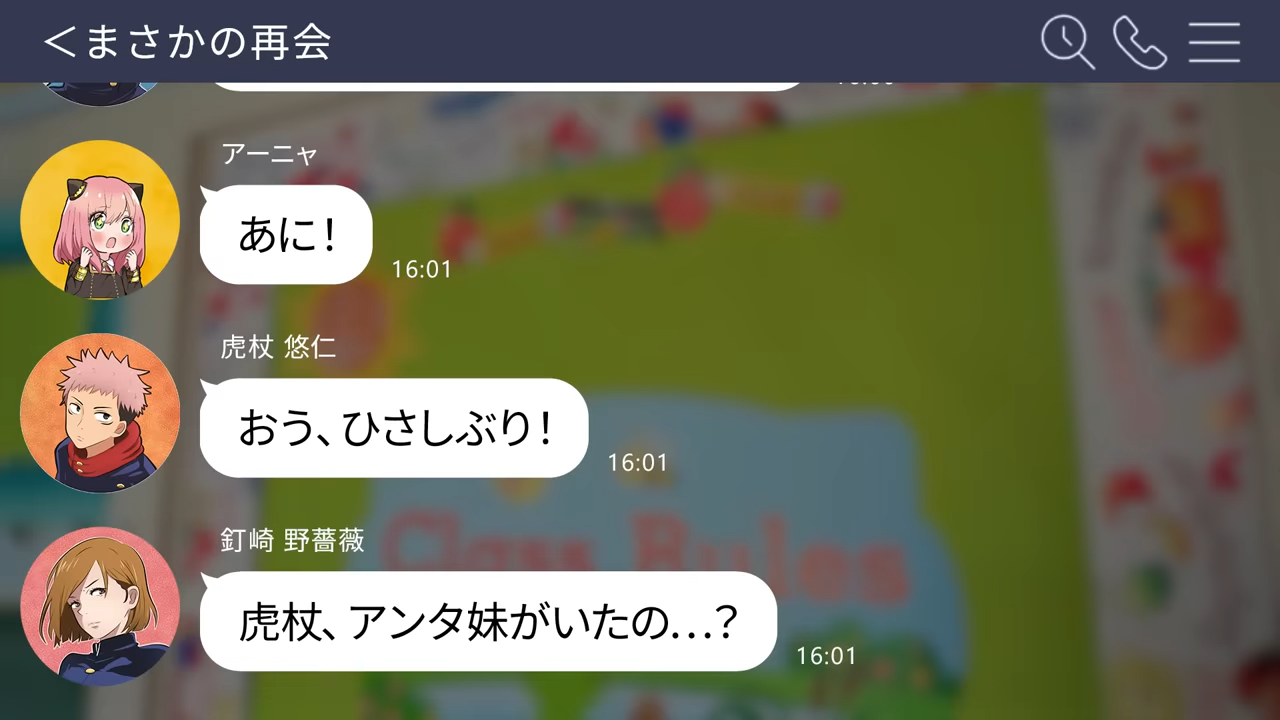 ＜まさかの再会
アーニャ
あに！
16:01
虎杖 悠仁
おう、ひさしぶり！
16:01
釘崎 野薔薇
虎杖、アンタ妹がいたの…？
16:01
Class Rules